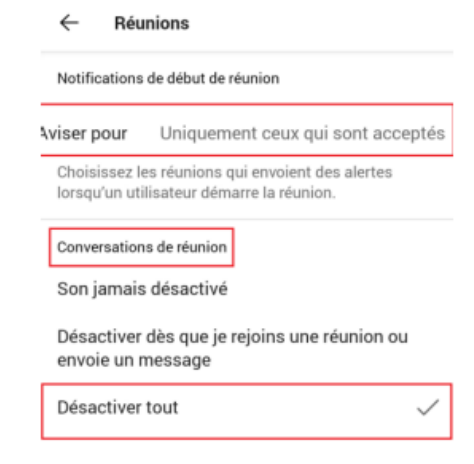 Réunions
Notifications de début de réunion
Aviser pour Uniquement ceux qui sont acceptés
Choisissez les réunions qui envoient des alertes
lorsqu'un utilisateur démarre la réunion.
Conversations de réunion
Son jamais désactivé
Désactiver dès que je rejoins une réunion ou
envoie un message
Désactiver tout